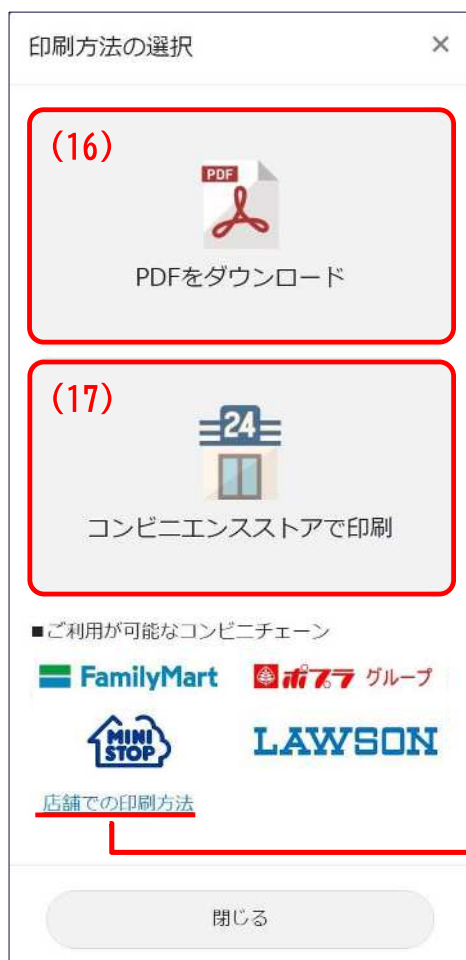 印刷方法の選択 ×
(16)
PDF
PDFをダウンロード
(17)
24
コンビニエンスストアで印刷
■ご利用が可能なコンビニチェーン
FamilyMart ポプラ グループ
MINI STOP LAWSON
店舗での印刷方法
閉じる